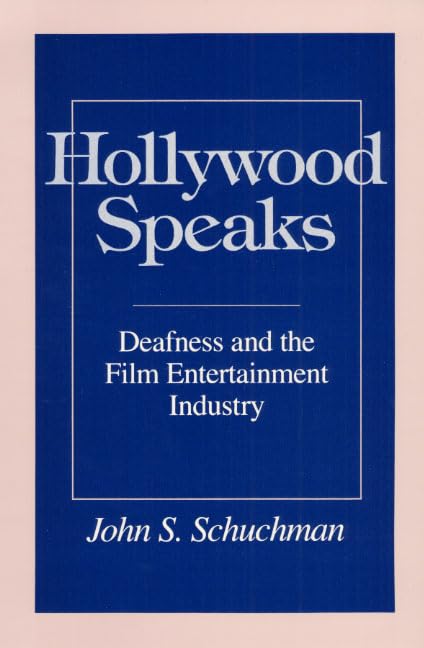 Hollywood
Speaks
Deafness and the
Film Entertainment
Industry
John S. Schuchman